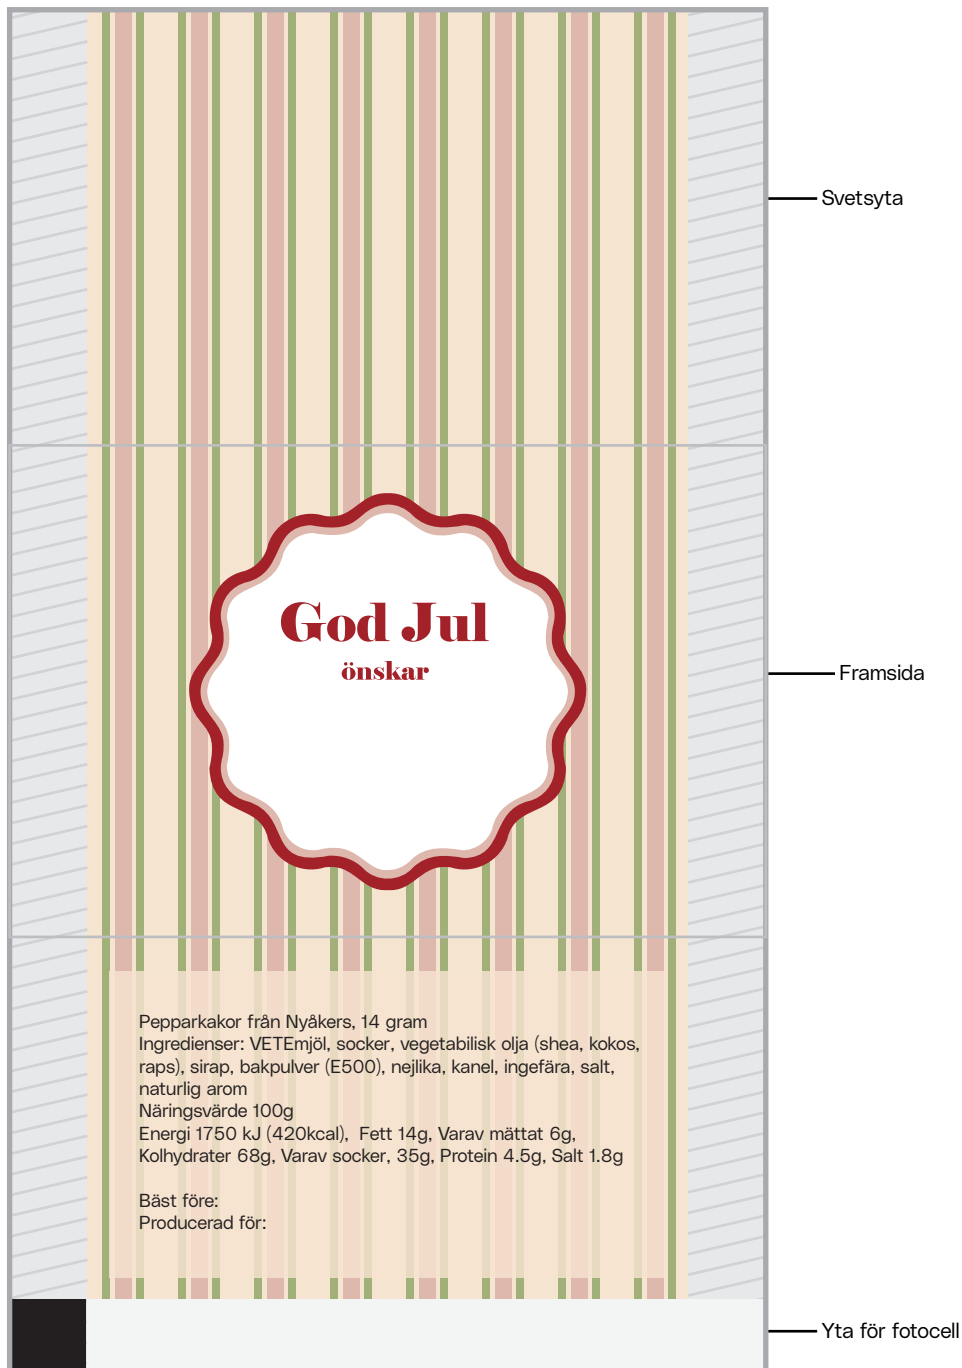 Svetsyta
God Jul
önskar
Framsida
Pepparkakor från Nyåkers, 14 gram
Ingredienser: VETEmjöl, socker, vegetabilisk olja (shea, kokos,
raps), sirap, bakpulver (E500), nejlika, kanel, ingefära, salt,
naturlig arom
Näringsvärde 100g
Energi 1750 kJ (420kcal),  Fett 14g, Varav mättat 6g,
Kolhydrater 68g, Varav socker, 35g, Protein 4.5g, Salt 1.8g
Bäst före:
Producerad för:
Yta för fotocell